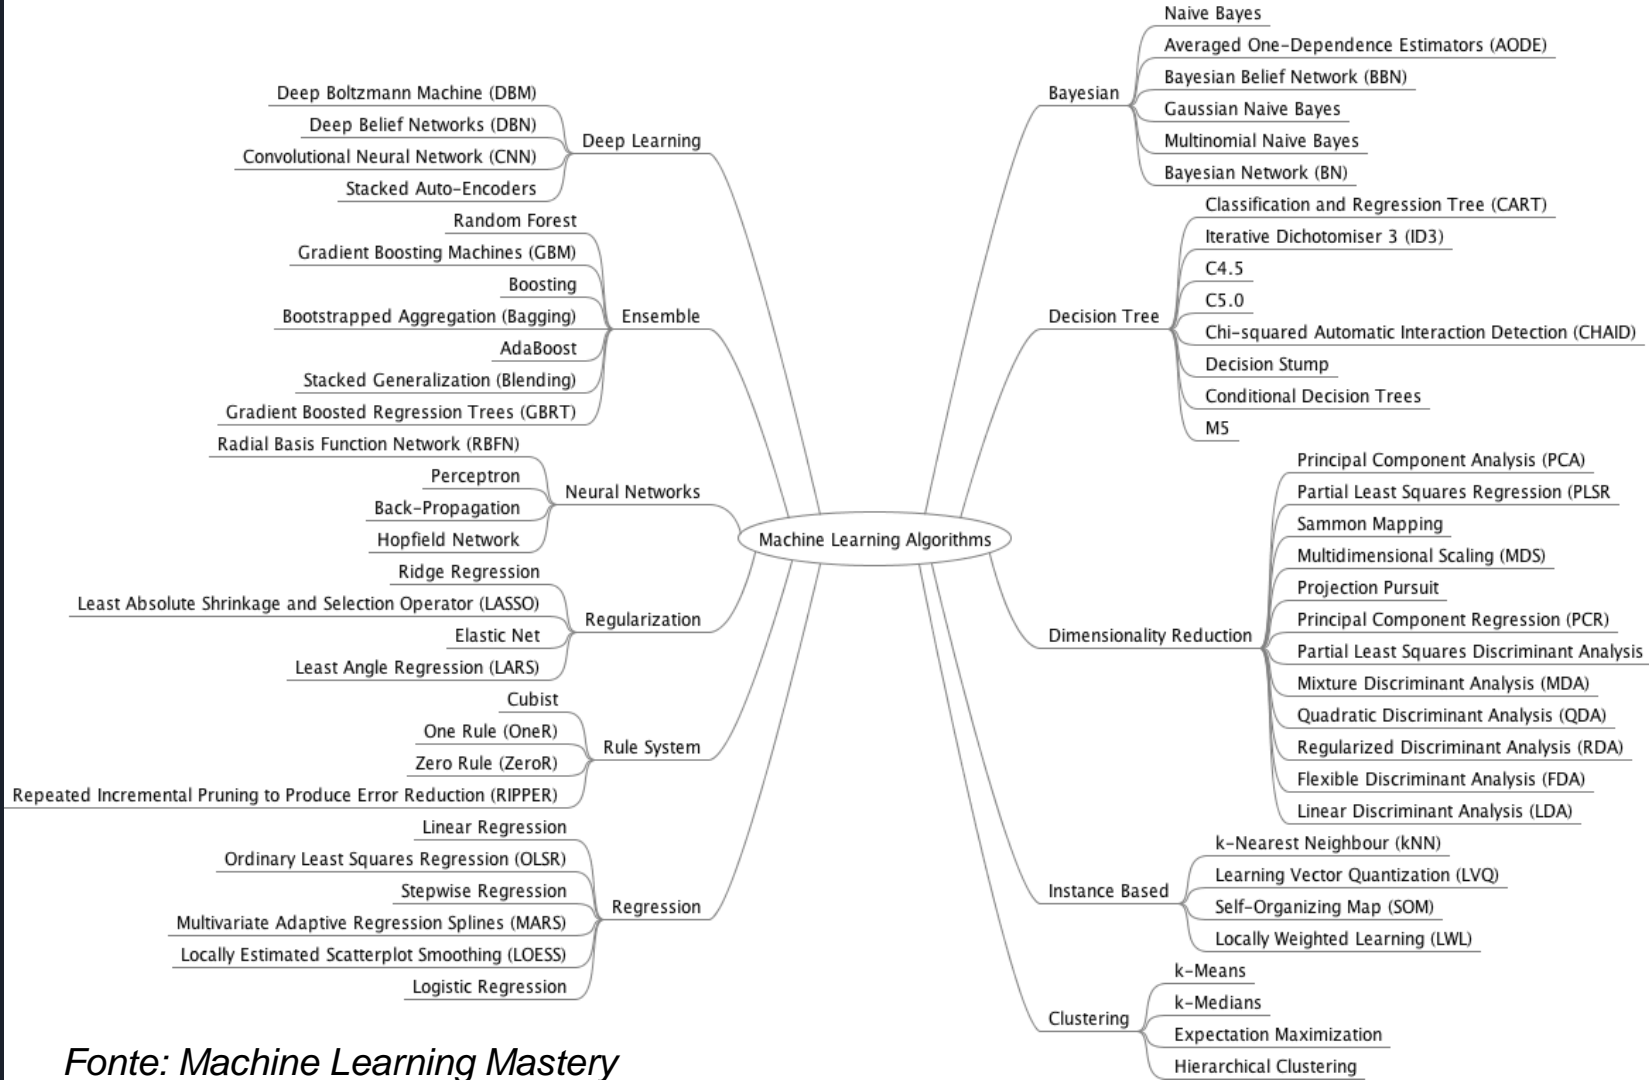 Machine Learning Algorithms
Deep Learning
Deep Boltzmann Machine (DBM)
Deep Belief Networks (DBN)
Convolutional Neural Network (CNN)
Stacked Auto-Encoders
Ensemble
Random Forest
Gradient Boosting Machines (GBM)
Boosting
Bootstrapped Aggregation (Bagging)
AdaBoost
Stacked Generalization (Blending)
Gradient Boosted Regression Trees (GBRT)
Neural Networks
Radial Basis Function Network (RBFN)
Perceptron
Back-Propagation
Hopfield Network
Regularization
Ridge Regression
Least Absolute Shrinkage and Selection Operator (LASSO)
Elastic Net
Least Angle Regression (LARS)
Rule System
Cubist
One Rule (OneR)
Zero Rule (ZeroR)
Repeated Incremental Pruning to Produce Error Reduction (RIPPER)
Regression
Linear Regression
Ordinary Least Squares Regression (OLSR)
Stepwise Regression
Multivariate Adaptive Regression Splines (MARS)
Locally Estimated Scatterplot Smoothing (LOESS)
Logistic Regression
Bayesian
Naive Bayes
Averaged One-Dependence Estimators (AODE)
Bayesian Belief Network (BBN)
Gaussian Naive Bayes
Multinomial Naive Bayes
Bayesian Network (BN)
Decision Tree
Classification and Regression Tree (CART)
Iterative Dichotomiser 3 (ID3)
C4.5
C5.0
Chi-squared Automatic Interaction Detection (CHAID)
Decision Stump
Conditional Decision Trees
M5
Dimensionality Reduction
Principal Component Analysis (PCA)
Partial Least Squares Regression (PLSR
Sammon Mapping
Multidimensional Scaling (MDS)
Projection Pursuit
Principal Component Regression (PCR)
Partial Least Squares Discriminant Analysis
Mixture Discriminant Analysis (MDA)
Quadratic Discriminant Analysis (QDA)
Regularized Discriminant Analysis (RDA)
Flexible Discriminant Analysis (FDA)
Linear Discriminant Analysis (LDA)
Instance Based
k-Nearest Neighbour (kNN)
Learning Vector Quantization (LVQ)
Self-Organizing Map (SOM)
Locally Weighted Learning (LWL)
Clustering
k-Means
k-Medians
Expectation Maximization
Hierarchical Clustering
Fonte: Machine Learning Mastery